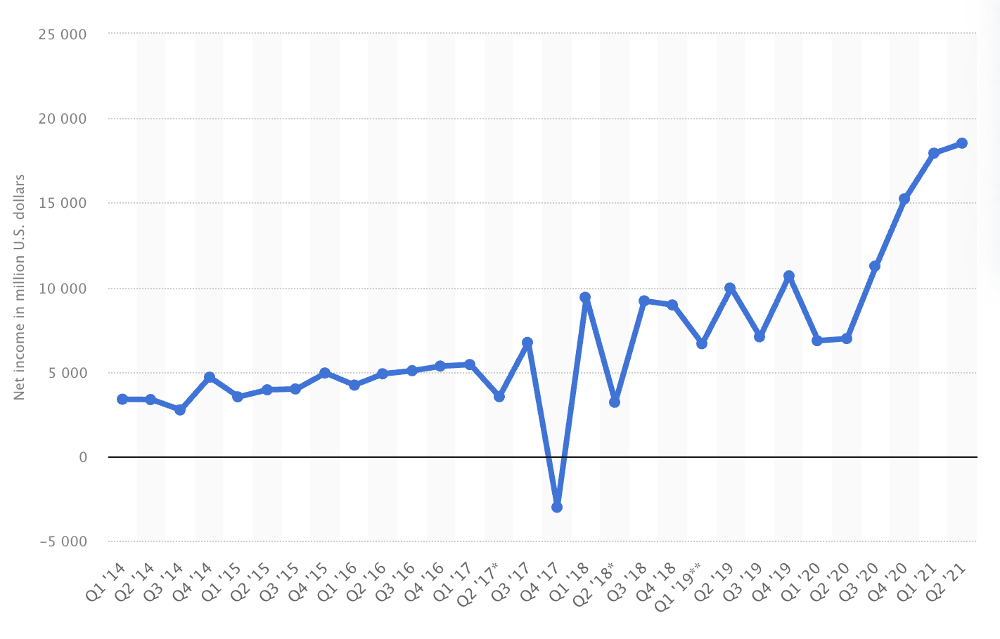 25 000
20 000
15 000
10 000
5 000
0
−5 000
Net income in million U.S. dollars
Q1 '14
Q2 '14
Q3 '14
Q4 '14
Q1 '15
Q2 '15
Q3 '15
Q4 '15
Q1 '16
Q2 '16
Q3 '16
Q4 '16
Q1 '17
Q2 '17*
Q3 '17
Q4 '17
Q1 '18
Q2 '18*
Q3 '18
Q4 '18
Q1 '19**
Q2 '19
Q3 '19
Q4 '19
Q1 '20
Q2 '20
Q3 '20
Q4 '20
Q1 '21
Q2 '21